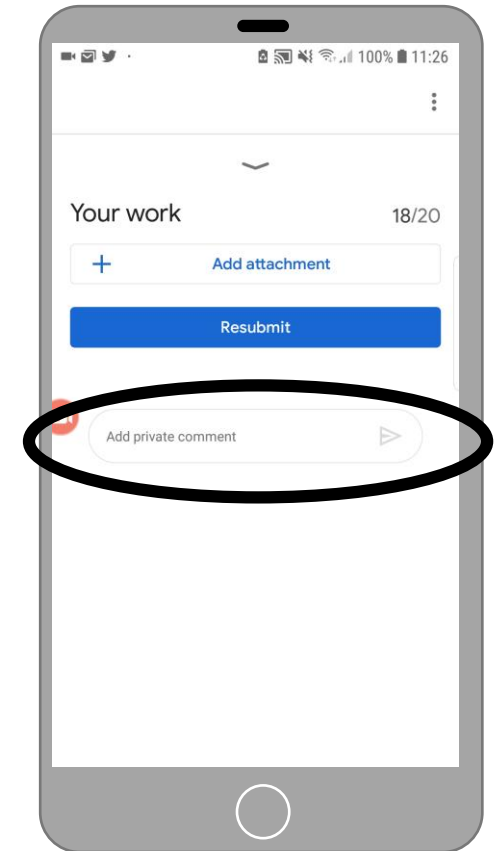 100% 11:26
Your work 18/20
+ Add attachment
Resubmit
Add private comment